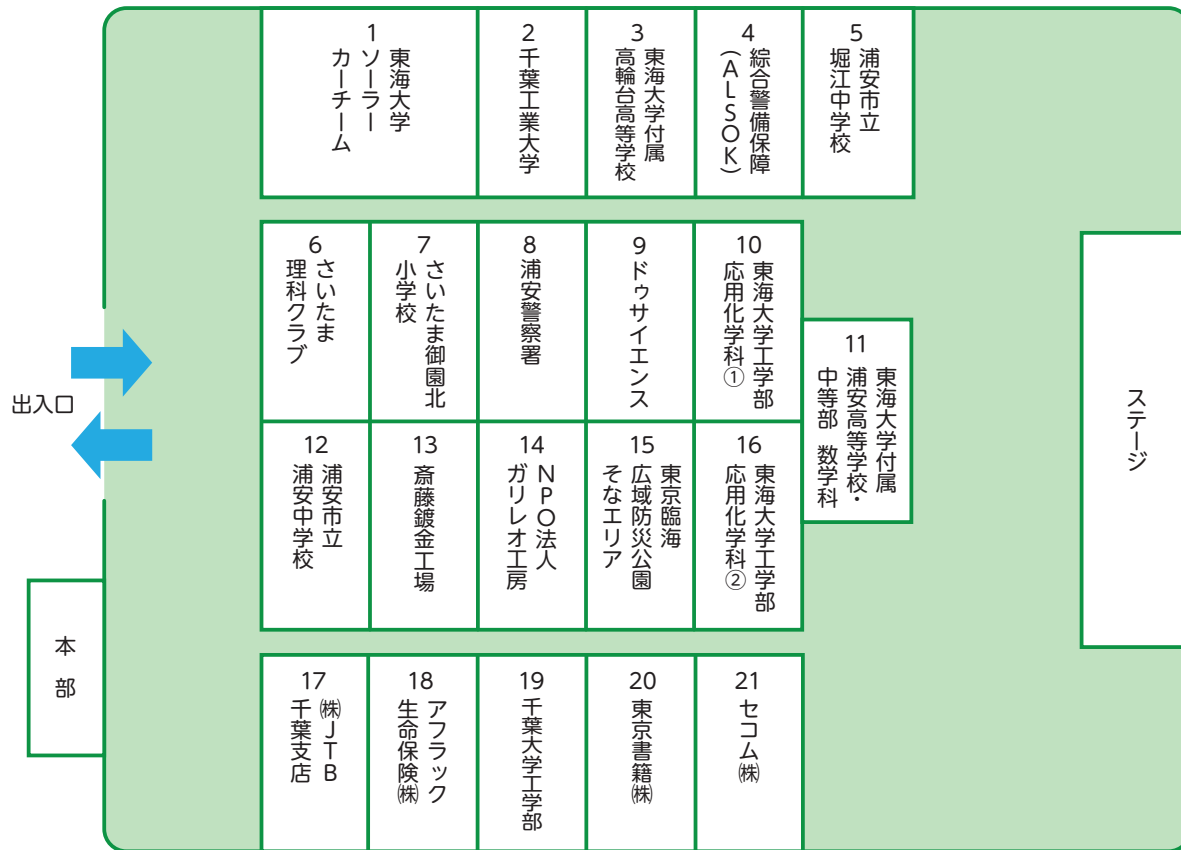 1
東海大学
ソーラー
カーチーム
2
千葉工業大学
3
東海大学付属
高輪台高等学校
4
綜合警備保障
(ALSOK)
5
浦安市立
堀江中学校
6
さいたま
理科クラブ
7
さいたま御園北
小学校
8
浦安警察署
9
ドゥサイエンス
10
東海大学工学部
応用化学科①
11
東海大学付属
浦安高等学校・
中等部 数学科
ステージ
出入口
12
浦安市立
浦安中学校
13
斎藤鍍金工場
14
NPO法人
ガリレオ工房
15
東京臨海
広域防災公園
そなエリア
16
東海大学工学部
応用化学科②
本部
17
㈱JTB
千葉支店
18
アフラック
生命保険㈱
19
千葉大学工学部
20
東京書籍㈱
21
セコム㈱